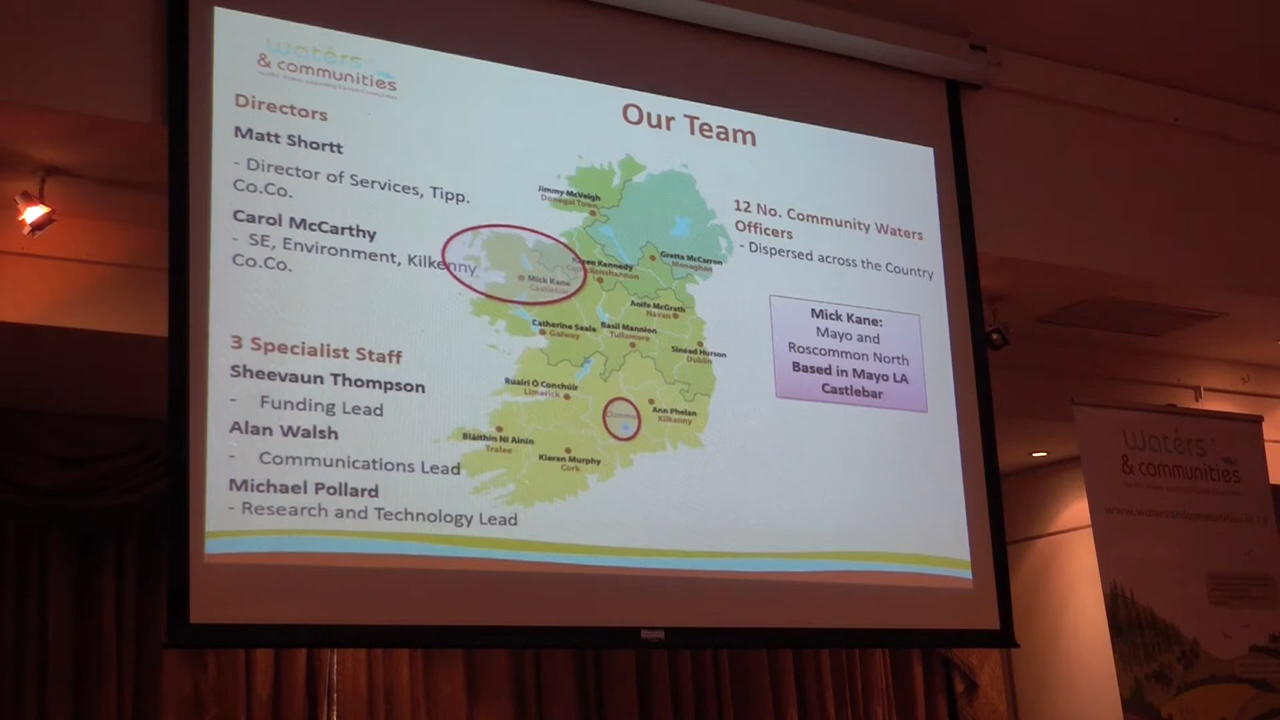 waters
& communities
Our Team
Directors
Matt Shortt
- Director of Services, Tipp.
Co.Co.
Carol McCarthy
- SE, Environment, Kilkenny
Co.Co.
3 Specialist Staff
Sheevaun Thompson
- Funding Lead
Alan Walsh
- Communications Lead
Michael Pollard
- Research and Technology Lead
Jimmy McVeigh
Donegal Town
Gretta McCarron
Monaghan
Karen Kennedy
Mick Kane
Castlebar
Aoife McGrath
Navan
Catherine Seale
Galway
Basil Mannion
Tullamore
Sinead Hurson
Dublin
Ruairí Ó Conchúir
Limerick
Ann Phelan
Kilkenny
Bláithín Ní Ainín
Tralee
Kieran Murphy
Cork
12 No. Community Waters
Officers
- Dispersed across the Country
Mick Kane:
Mayo and
Roscommon North
Based in Mayo LA
Castlebar
waters
& communities